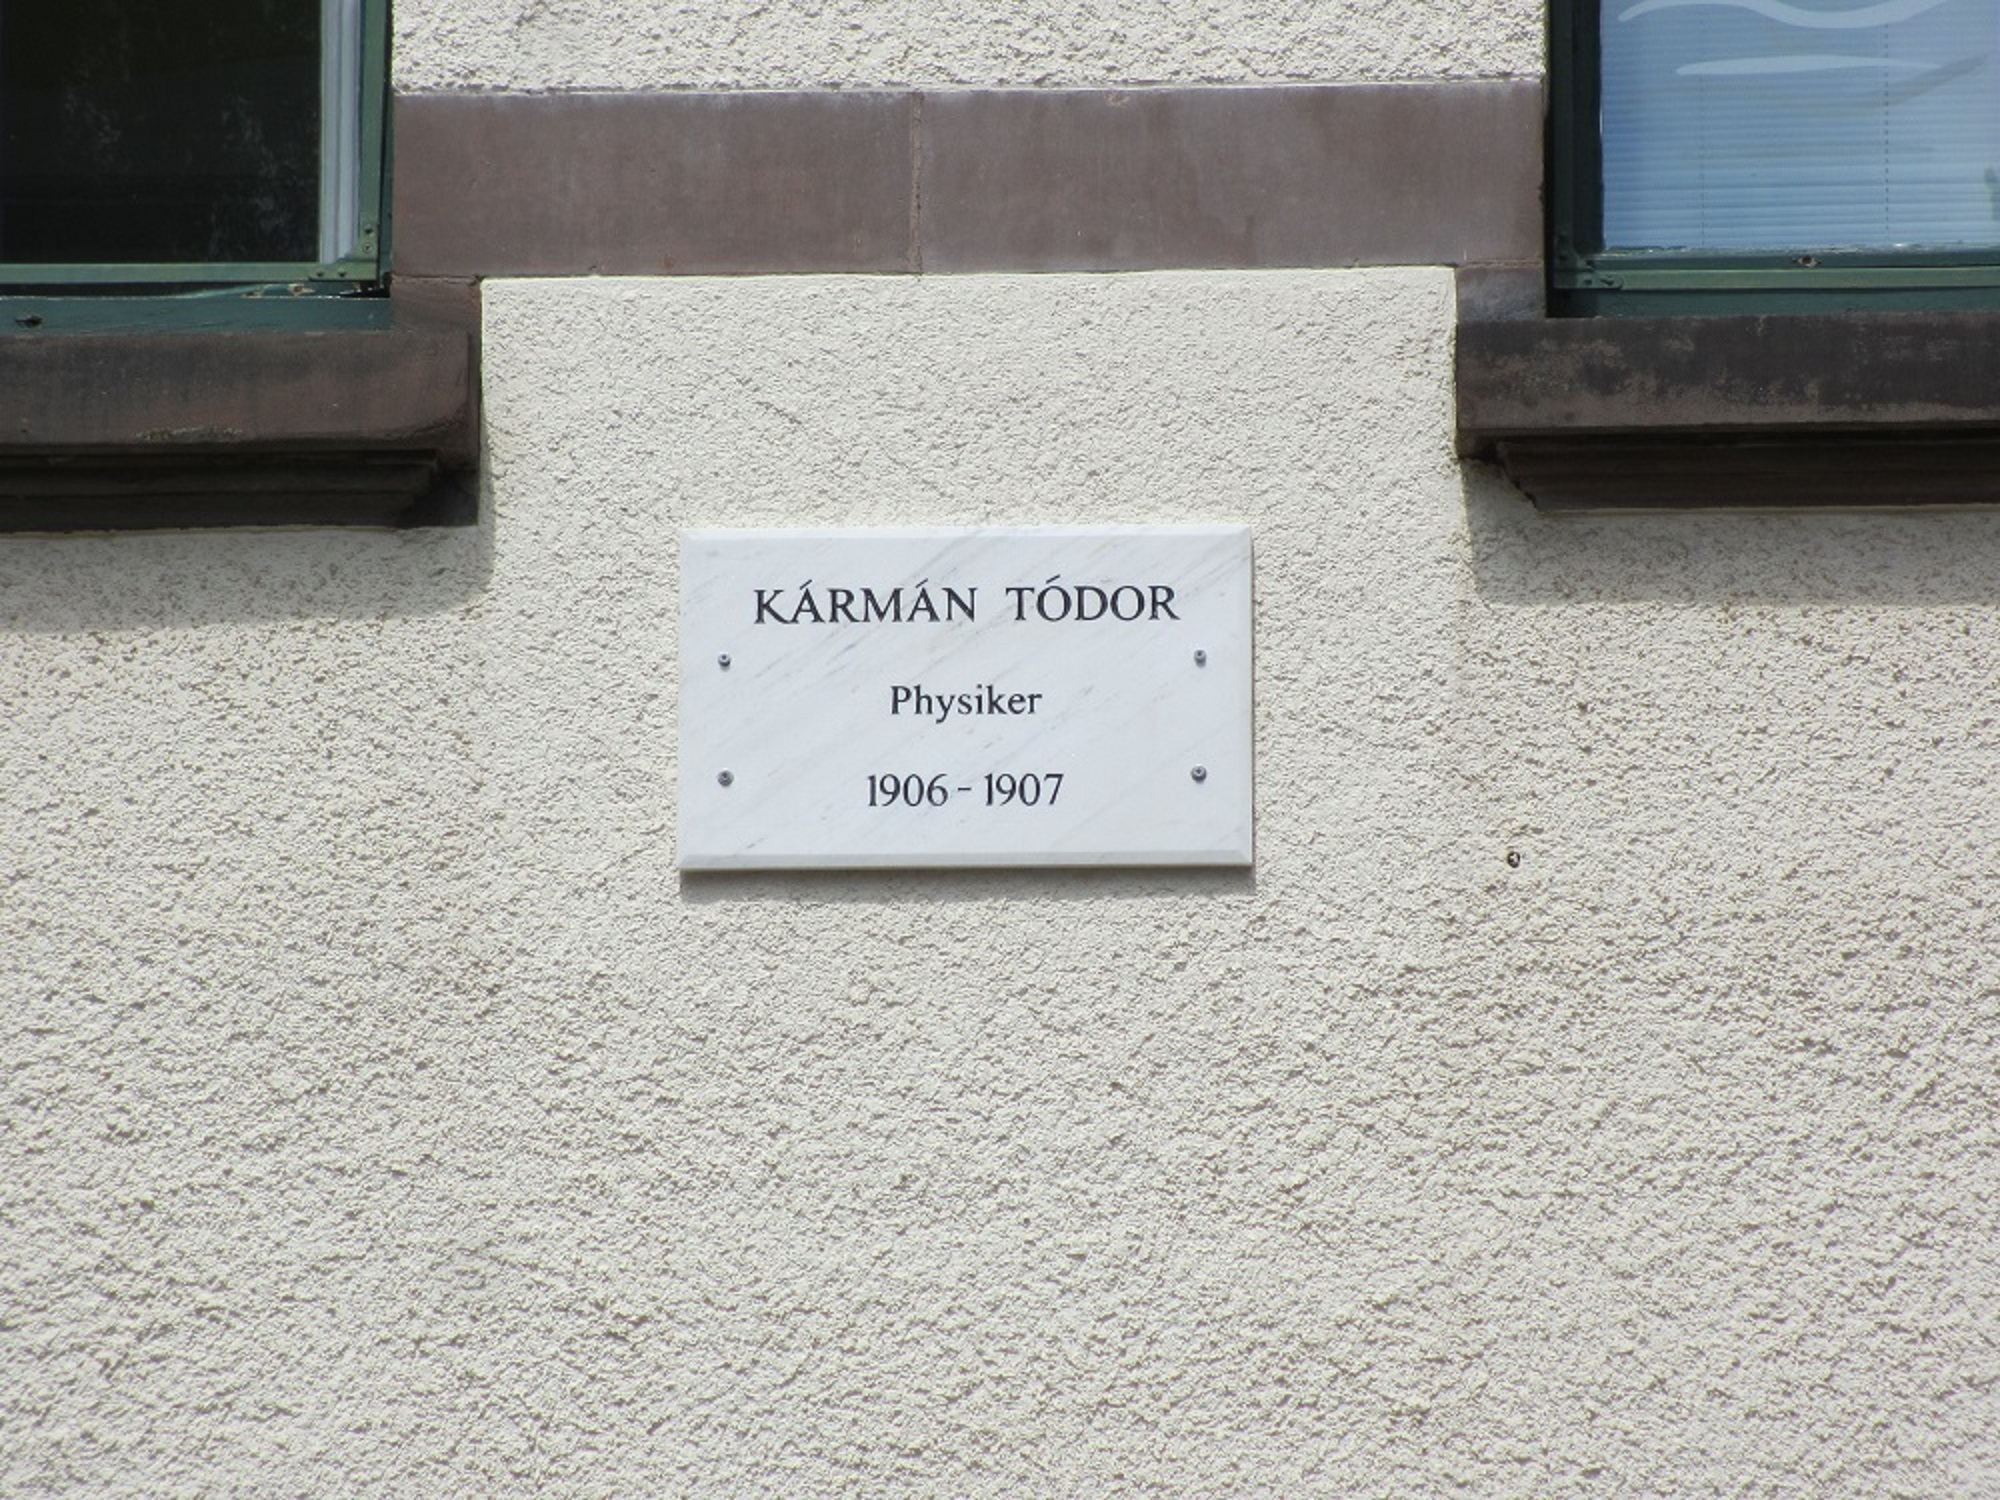 KÁRMÁN TÓDOR
Physiker
1906 - 1907